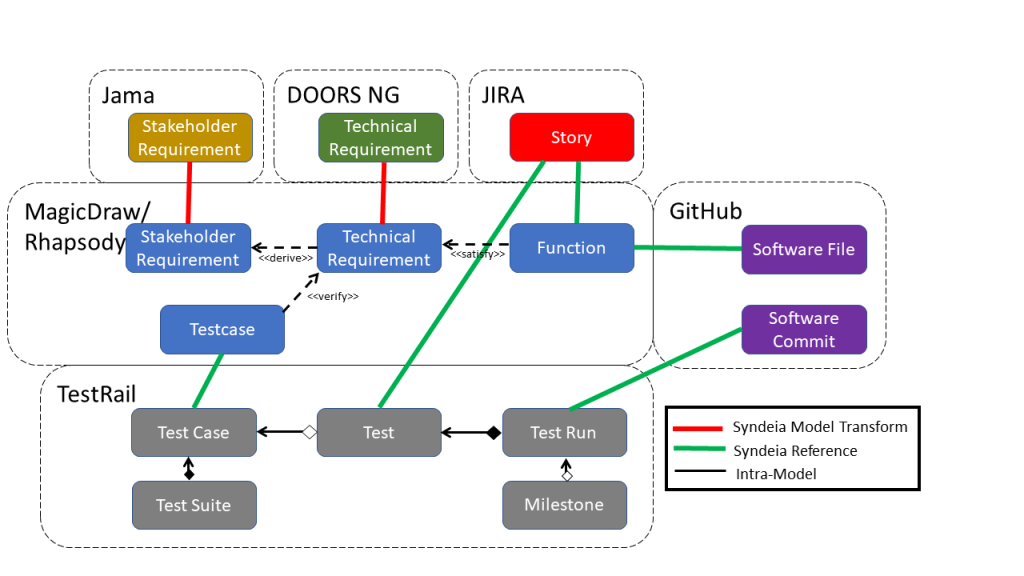 Jama
DOORS NG
JIRA
Stakeholder
Requirement
Technical
Requirement
Story
MagicDraw/
Rhapsody
GitHub
Stakeholder
Requirement
Technical
Requirement
Function
Software File
<<derive>>
<<satisfy>>
<<verify>>
Testcase
Software
Commit
TestRail
Test Case
Test
Test Run
Test Suite
Milestone
Syndeia Model Transform
Syndeia Reference
Intra-Model